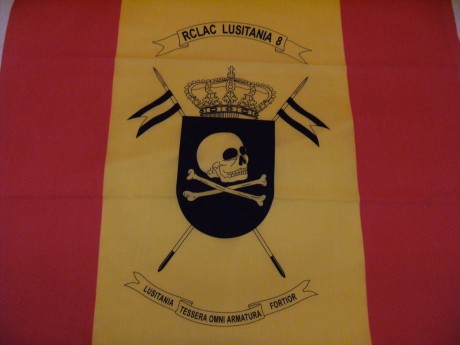 RCLAC LUSITANIA 8
LUSITANIA TESSERA OMNI ARMATURA FORTIOR